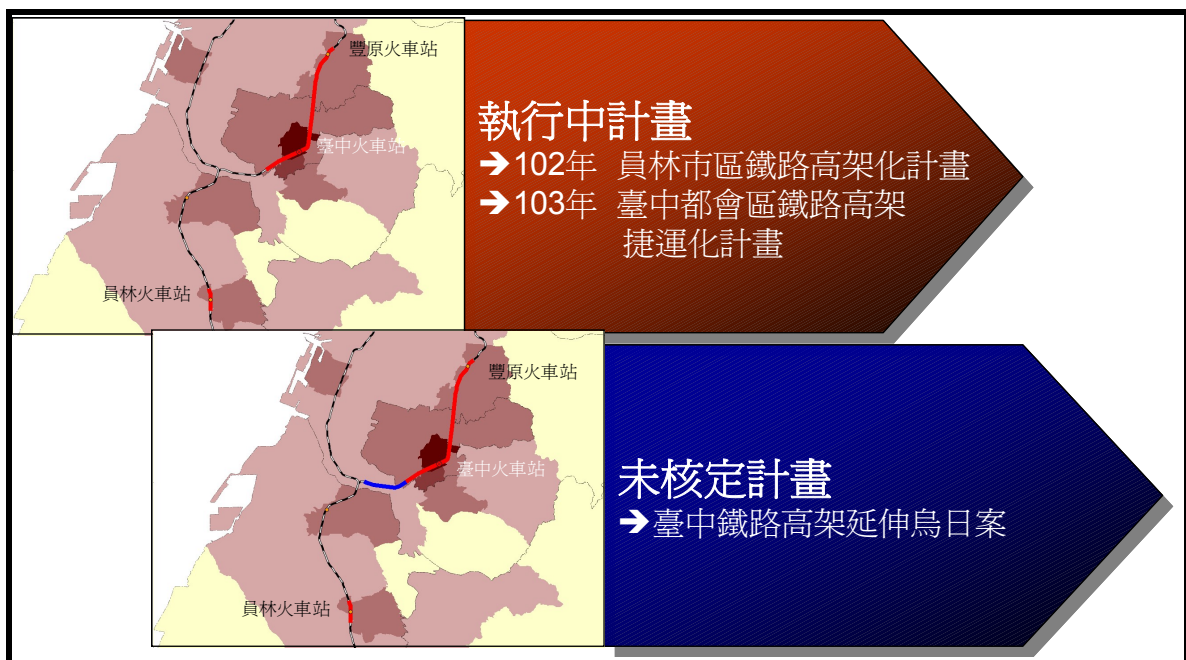 豐原火車站
臺中火車站
員林火車站
執行中計畫
➔102年 員林市區鐵路高架化計畫
➔103年 臺中都會區鐵路高架
捷運化計畫
豐原火車站
臺中火車站
員林火車站
未核定計畫
➔臺中鐵路高架延伸烏日案